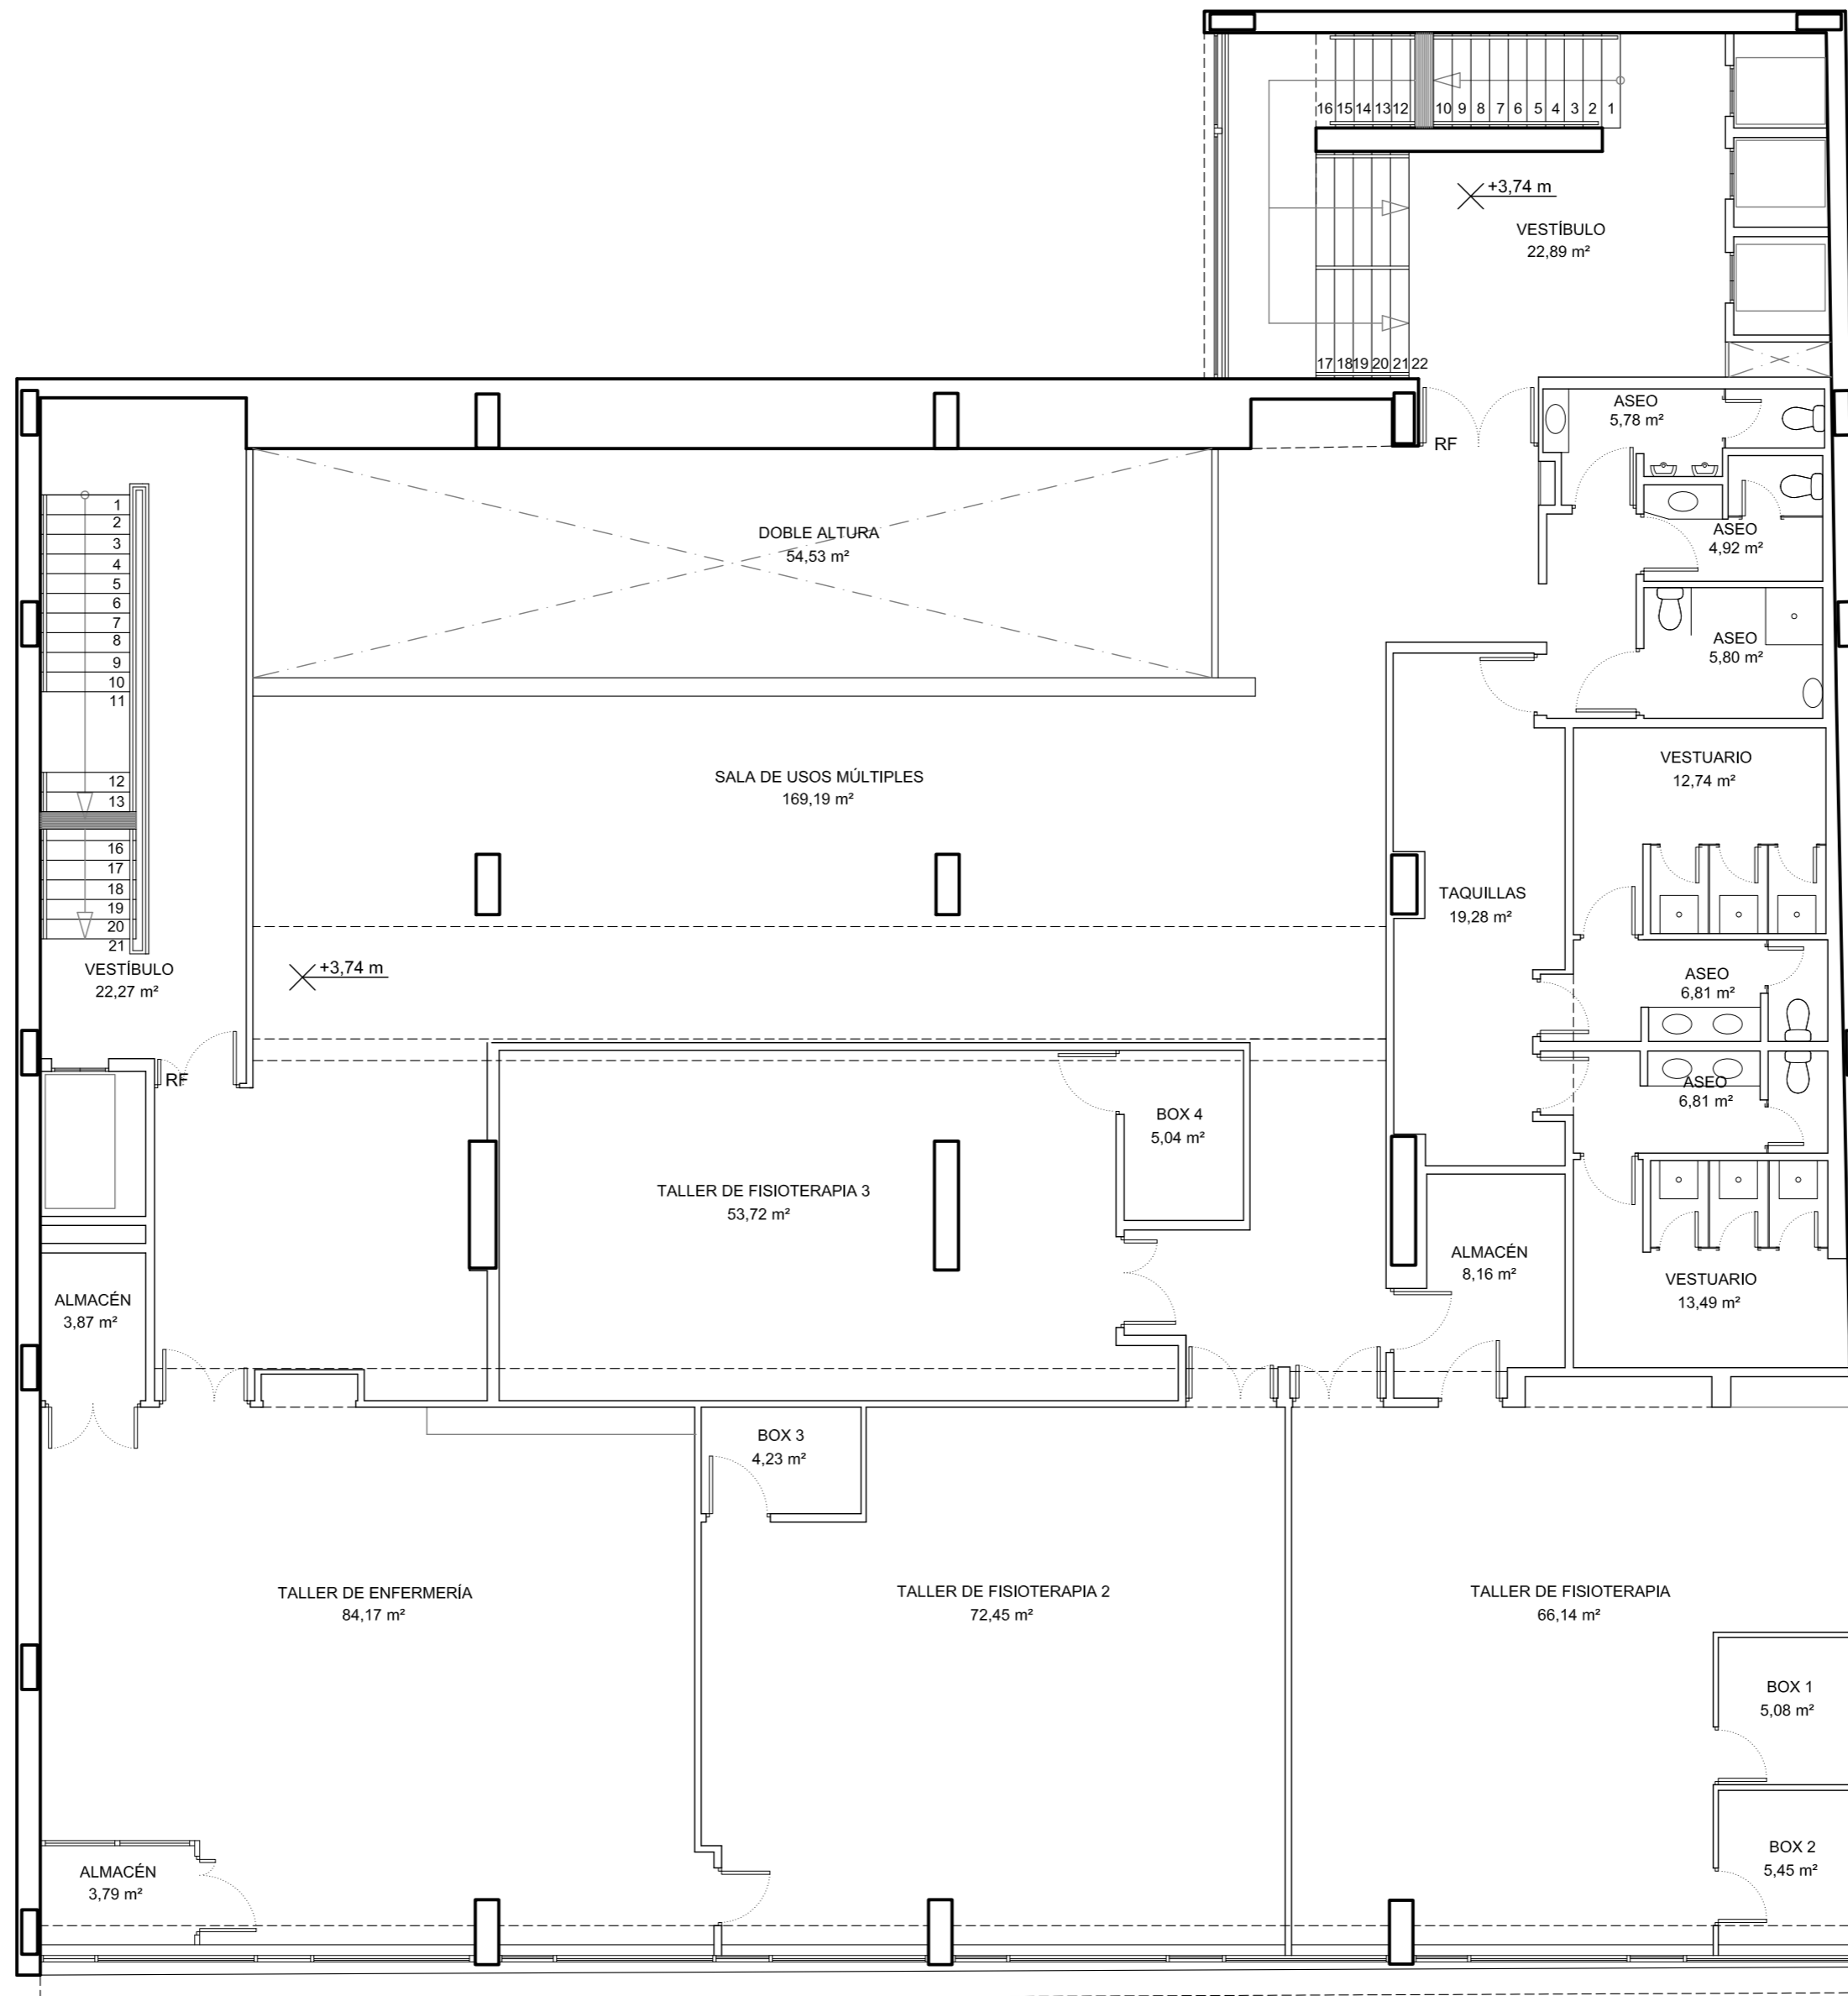 16 15 14 13 12 10 9 8 7 6 5 4 3 2 1
+3,74 m
VESTÍBULO
22,89 m²
17 18 19 20 21 22
RF
ASEO
5,78 m²
ASEO
4,92 m²
ASEO
5,80 m²
DOBLE ALTURA
54,53 m²
1
2
3
4
5
6
7
8
9
10
11
12
13
16
17
18
19
20
21
VESTÍBULO
22,27 m²
+3,74 m
RF
SALA DE USOS MÚLTIPLES
169,19 m²
TAQUILLAS
19,28 m²
VESTUARIO
12,74 m²
ASEO
6,81 m²
ASEO
6,81 m²
VESTUARIO
13,49 m²
BOX 4
5,04 m²
TALLER DE FISIOTERAPIA 3
53,72 m²
ALMACÉN
8,16 m²
ALMACÉN
3,87 m²
BOX 3
4,23 m²
TALLER DE ENFERMERÍA
84,17 m²
TALLER DE FISIOTERAPIA 2
72,45 m²
TALLER DE FISIOTERAPIA
66,14 m²
BOX 1
5,08 m²
BOX 2
5,45 m²
ALMACÉN
3,79 m²